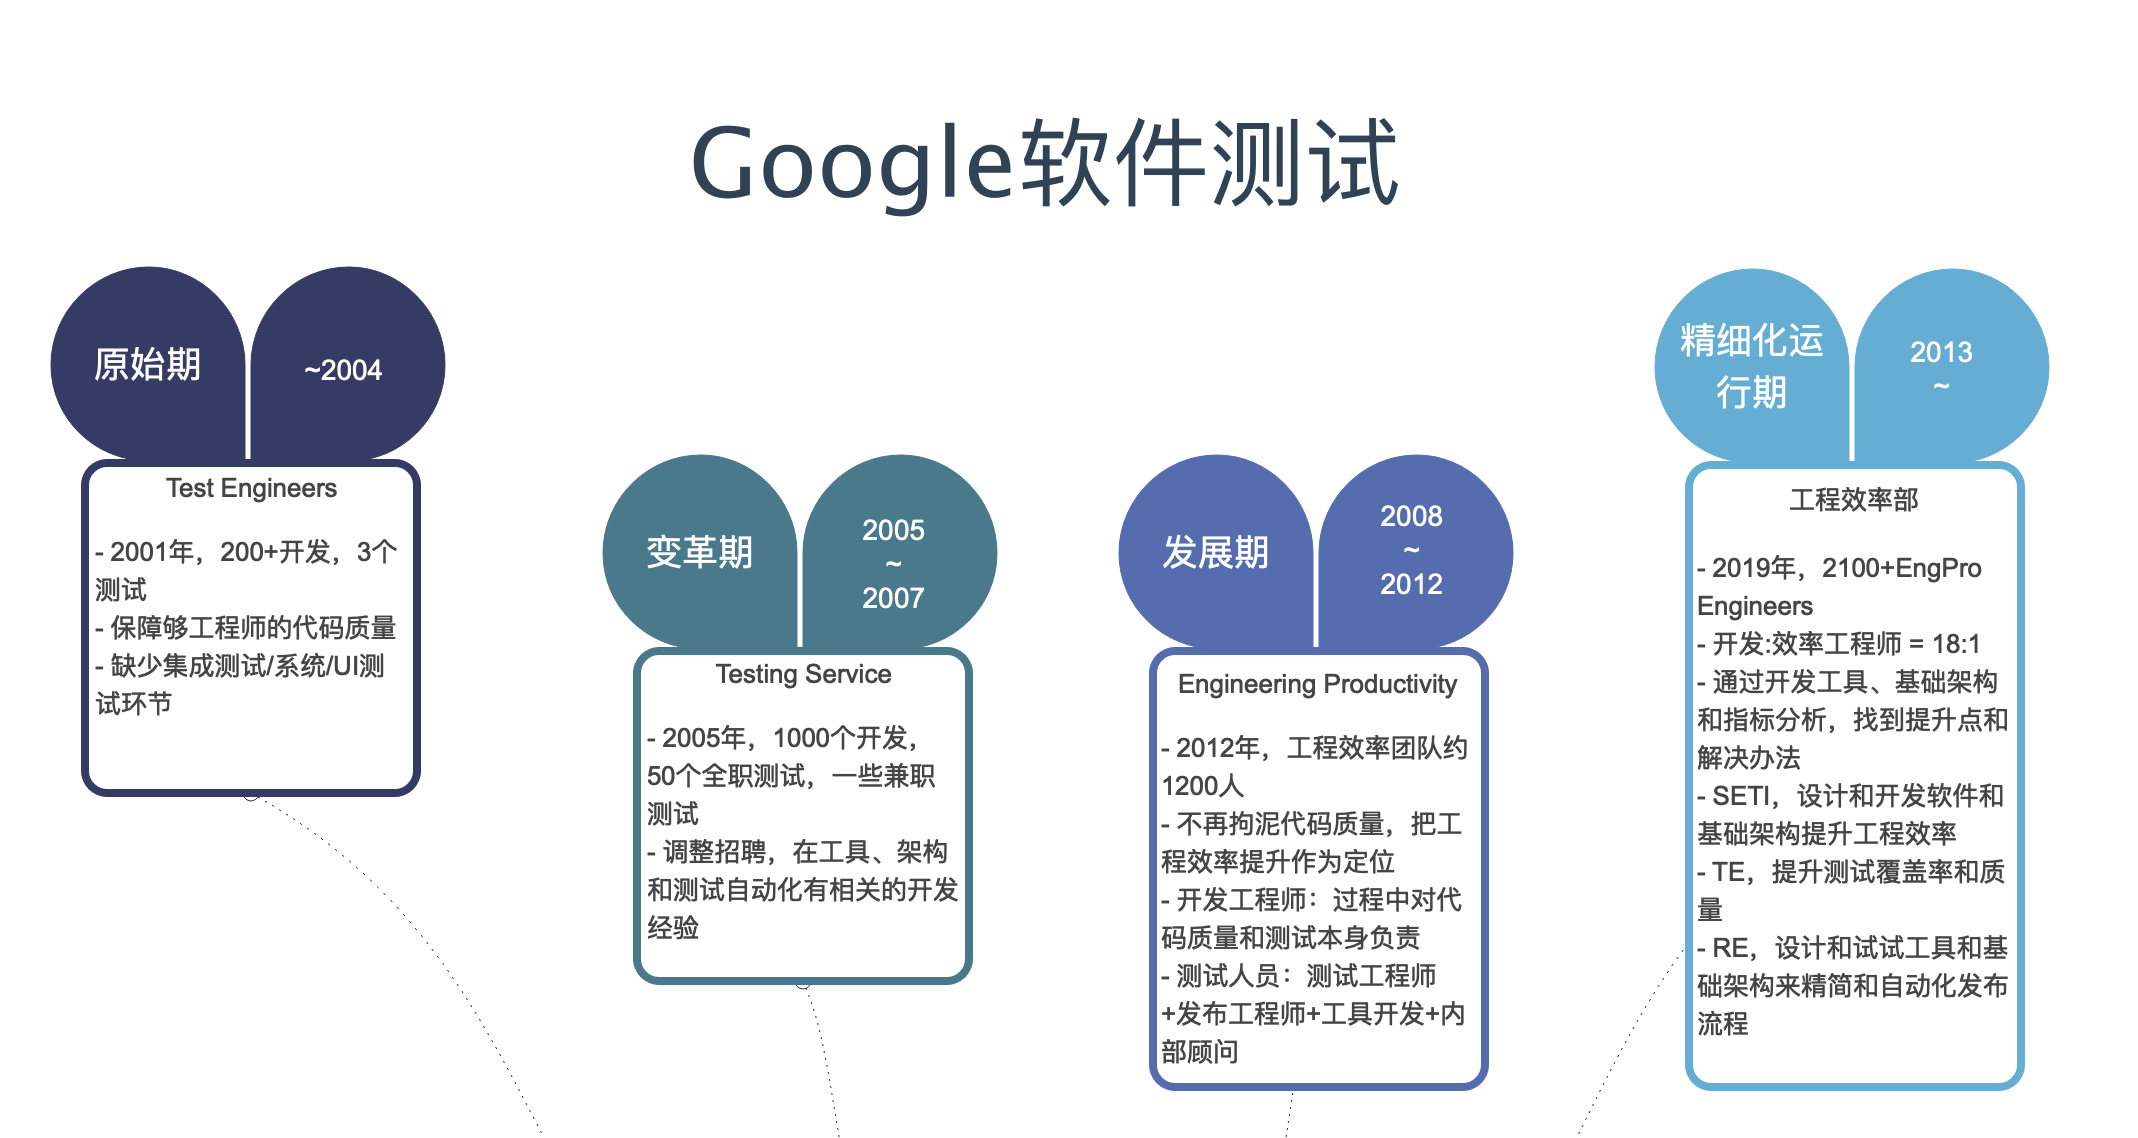 Google软件测试
原始期
~2004
Test Engineers
- 2001年，200+开发，3个
测试
- 保障够工程师的代码质量
- 缺少集成测试/系统/UI测
试环节
变革期
2005
~
2007
Testing Service
- 2005年，1000个开发，
50个全职测试，一些兼职
测试
- 调整招聘，在工具、架构
和测试自动化有相关的开发
经验
发展期
2008
~
2012
Engineering Productivity
- 2012年，工程效率团队约
1200人
- 不再拘泥代码质量，把工
程效率提升作为定位
- 开发工程师：过程中对代
码质量和测试本身负责
- 测试人员：测试工程师
+发布工程师+工具开发+内
部顾问
精细化运
行期
2013
~
工程效率部
- 2019年，2100+EngPro
Engineers
- 开发:效率工程师 = 18:1
- 通过开发工具、基础架构
和指标分析，找到提升点和
解决办法
- SETI，设计和开发软件和
基础架构提升工程效率
- TE，提升测试覆盖率和质
量
- RE，设计和试试工具和基
础架构来精简和自动化发布
流程